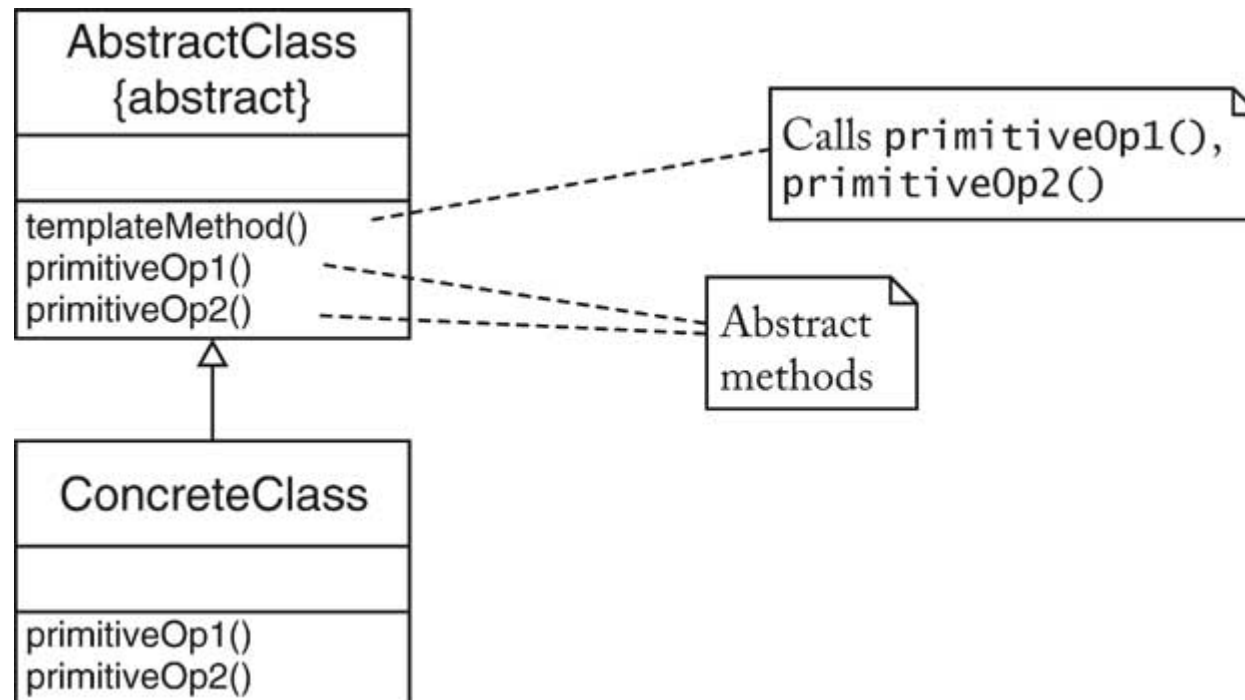 AbstractClass
{abstract}
templateMethod()
primitiveOp1()
primitiveOp2()
Calls primitiveOp1(),
primitiveOp2()
Abstract
methods
ConcreteClass
primitiveOp1()
primitiveOp2()